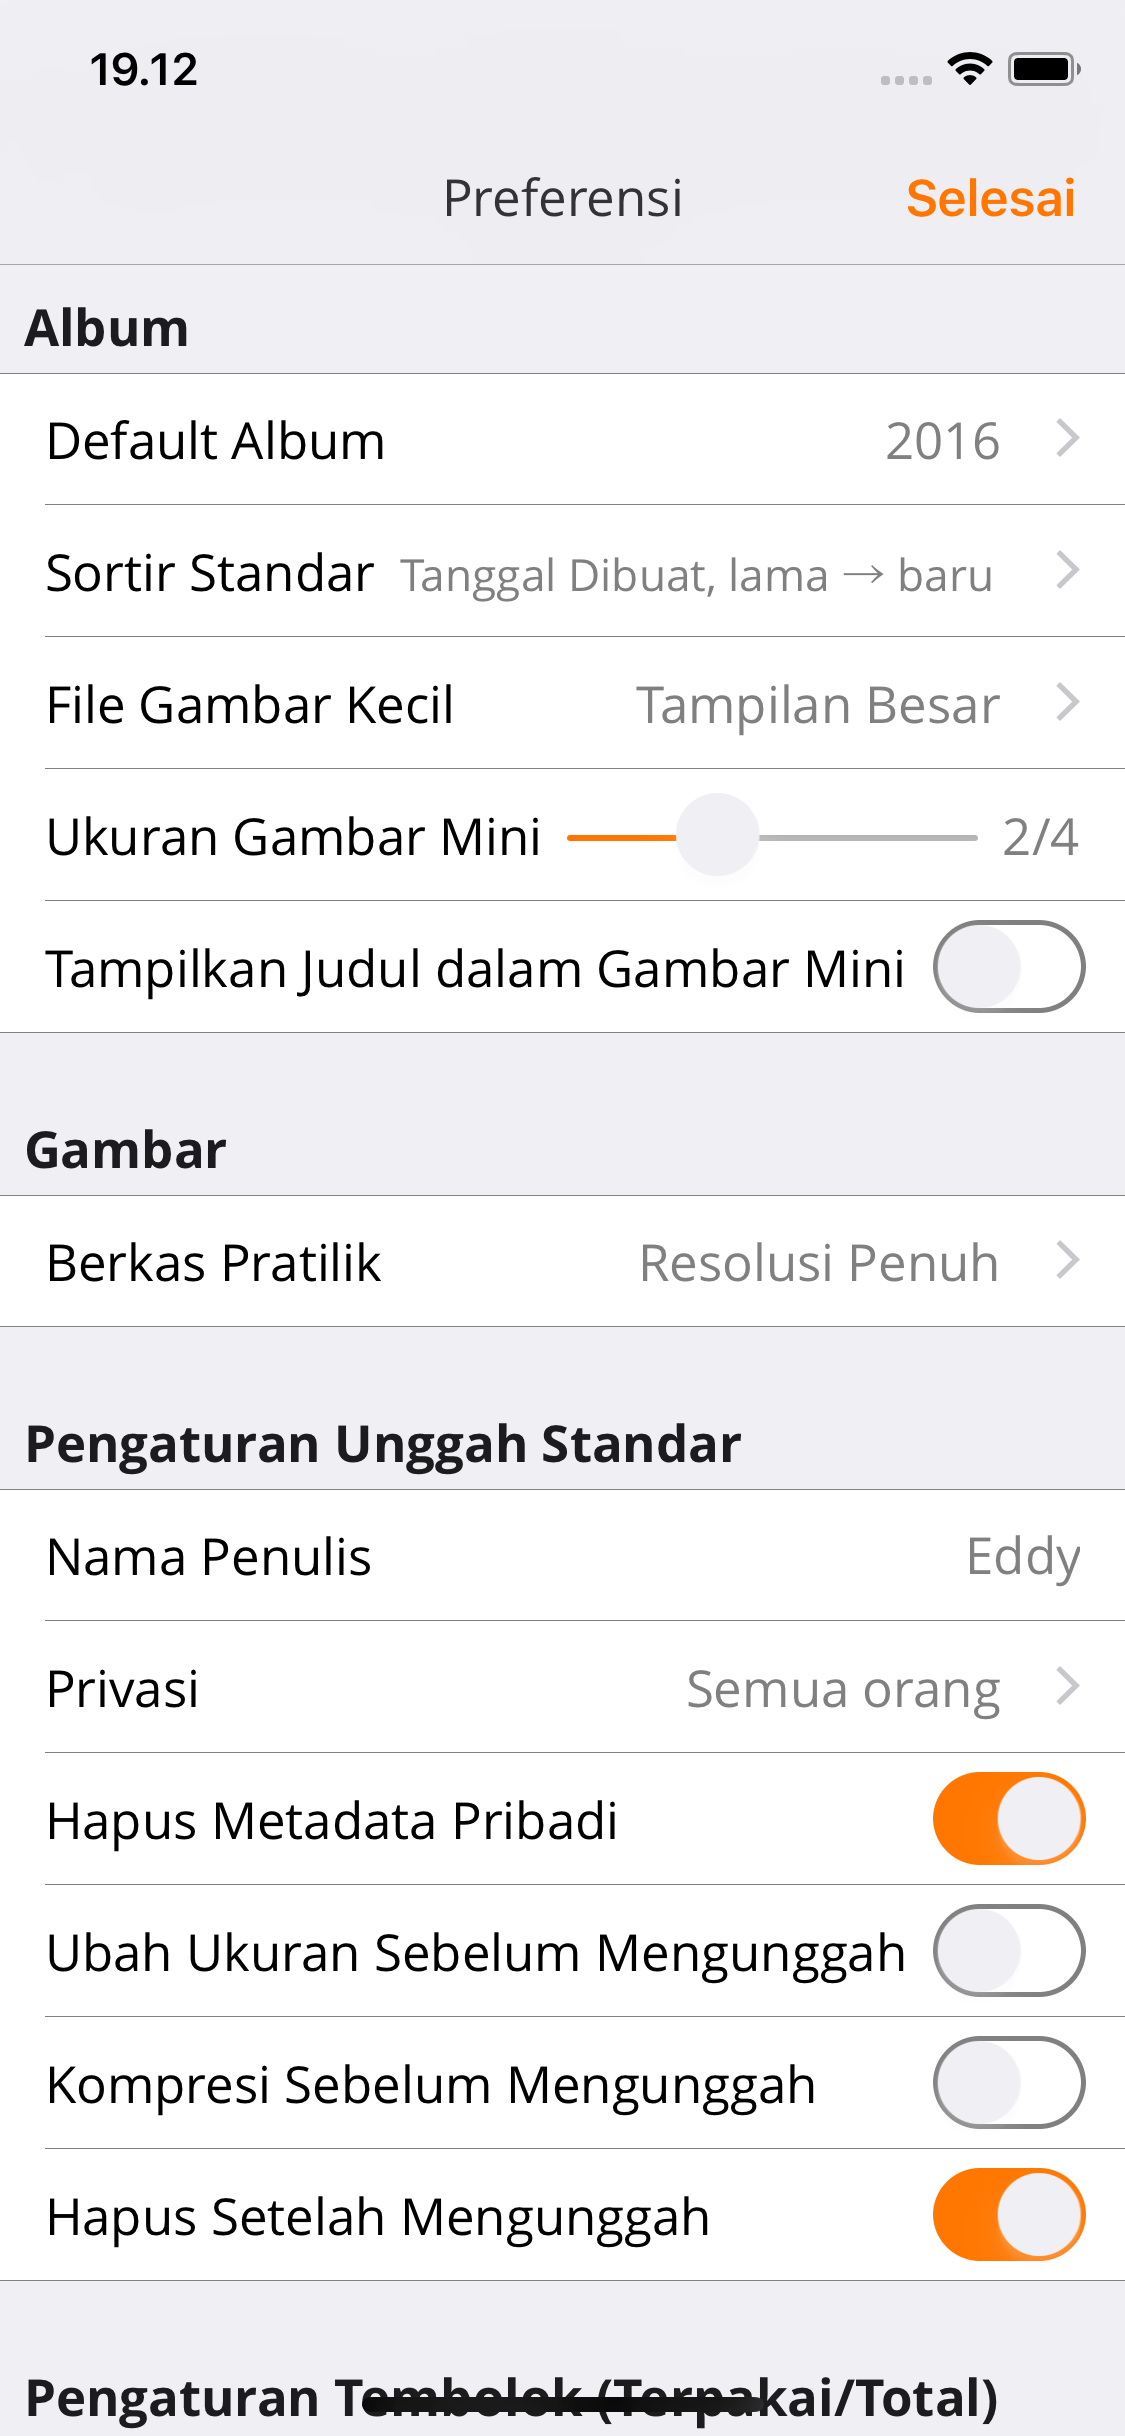 19.12
Preferensi
Selesai
Album
Default Album 2016
Sortir Standar Tanggal Dibuat, lama → baru
File Gambar Kecil Tampilan Besar
Ukuran Gambar Mini 2/4
Tampilkan Judul dalam Gambar Mini
Gambar
Berkas Pratilik Resolusi Penuh
Pengaturan Unggah Standar
Nama Penulis Eddy
Privasi Semua orang
Hapus Metadata Pribadi
Ubah Ukuran Sebelum Mengunggah
Kompresi Sebelum Mengunggah
Hapus Setelah Mengunggah
Pengaturan Tembolok (Terpakai/Total)